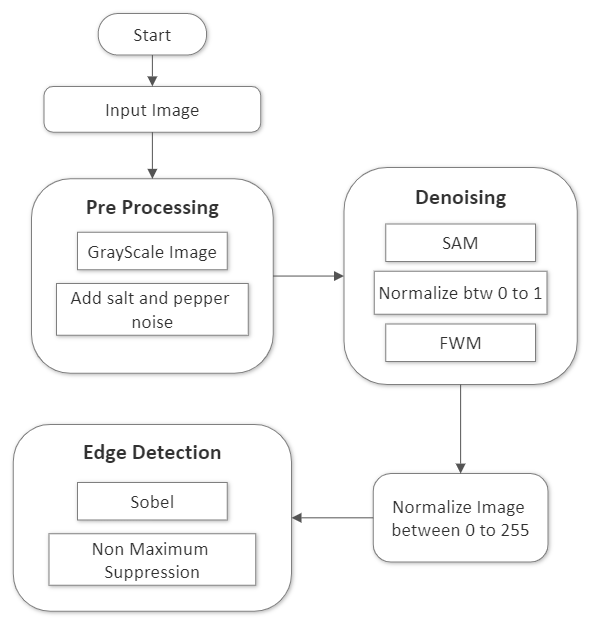 Start
Input Image
Pre Processing
GrayScale Image
Add salt and pepper
noise
Denoising
SAM
Normalize btw 0 to 1
FWM
Normalize Image
between 0 to 255
Edge Detection
Sobel
Non Maximum
Suppression